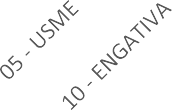 05 - USME
10 - ENGATIVA